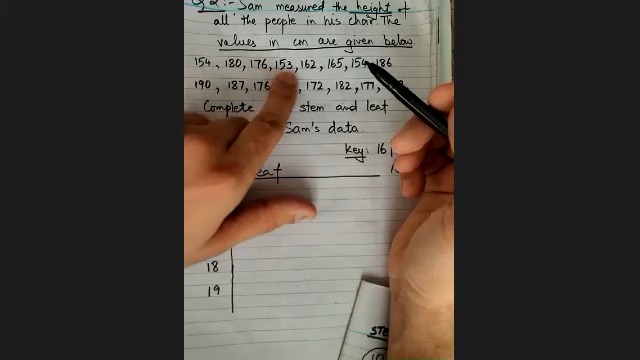 Q2:- Sam measured the height of
all the people in his choir. The
values in cm are given below.
154, 180, 176, 153, 162, 165, 154, 186
190, 187, 176, 172, 182, 177,
Complete stem and leaf
Sam's data.
Key: 16
18
19